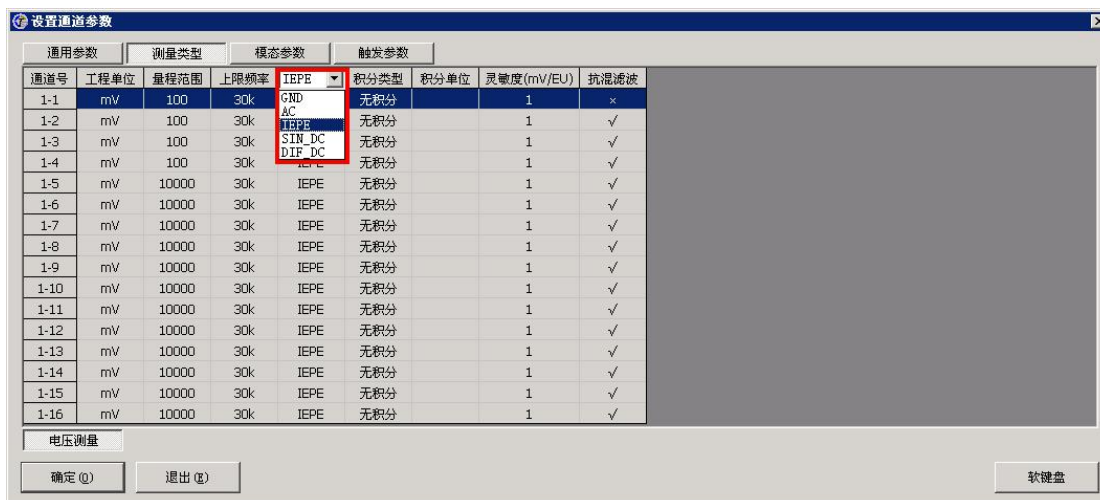 设置通道参数
通用参数 测量类型 模态参数 触发参数
通道号 工程单位 量程范围 上限频率 IEPE 积分类型 积分单位 灵敏度(mV/EU) 抗混滤波
1-1 mV 100 30k GND 无积分 1 ×
AC
1-2 mV 100 30k IEPE 无积分 1 √
1-3 mV 100 30k SIN_DC 无积分 1 √
DIF_DC
1-4 mV 100 30k IEPE 无积分 1 √
1-5 mV 10000 30k IEPE 无积分 1 √
1-6 mV 10000 30k IEPE 无积分 1 √
1-7 mV 10000 30k IEPE 无积分 1 √
1-8 mV 10000 30k IEPE 无积分 1 √
1-9 mV 10000 30k IEPE 无积分 1 √
1-10 mV 10000 30k IEPE 无积分 1 √
1-11 mV 10000 30k IEPE 无积分 1 √
1-12 mV 10000 30k IEPE 无积分 1 √
1-13 mV 10000 30k IEPE 无积分 1 √
1-14 mV 10000 30k IEPE 无积分 1 √
1-15 mV 10000 30k IEPE 无积分 1 √
1-16 mV 10000 30k IEPE 无积分 1 √
电压测量
确定(O) 退出(E) 软键盘